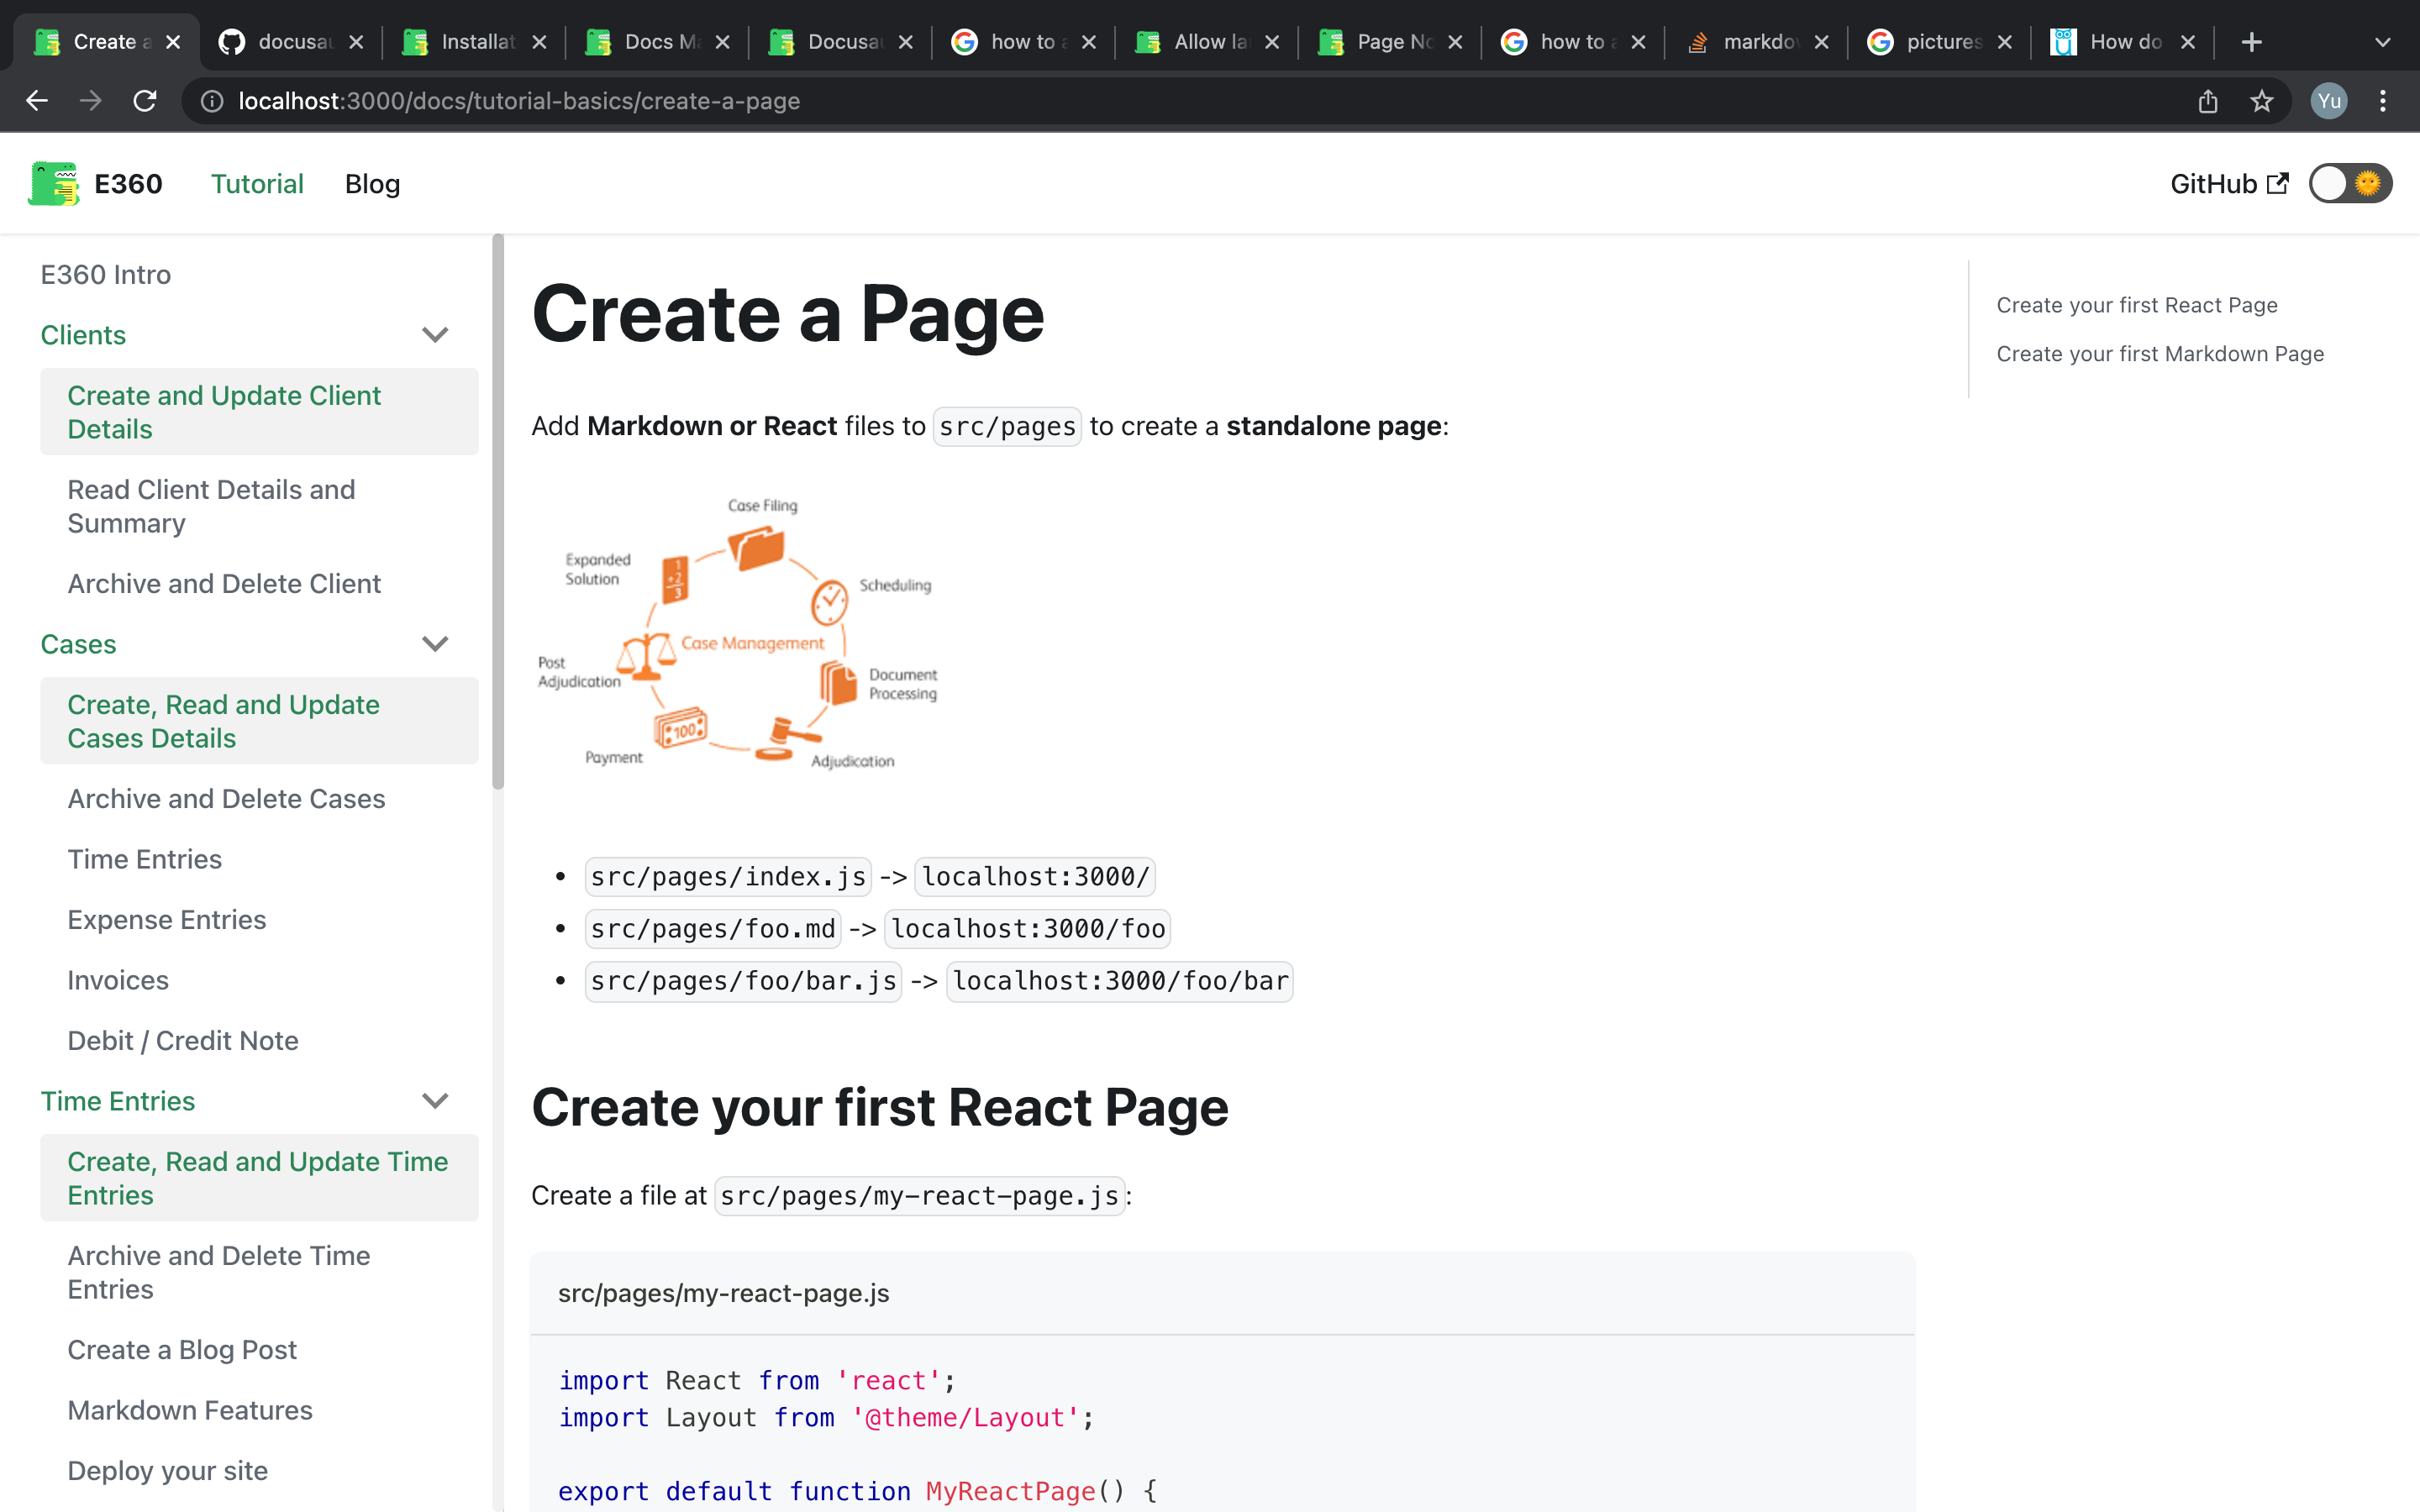 Create a
docusau
Installat
Docs Ma
Docusau
how to a
Allow la
Page No
how to a
markdov
pictures
How do
localhost:3000/docs/tutorial-basics/create-a-page
Yu
E360
Tutorial
Blog
GitHub
E360 Intro
Clients
Create and Update Client
Details
Read Client Details and
Summary
Archive and Delete Client
Cases
Create, Read and Update
Cases Details
Archive and Delete Cases
Time Entries
Expense Entries
Invoices
Debit / Credit Note
Time Entries
Create, Read and Update Time
Entries
Archive and Delete Time
Entries
Create a Blog Post
Markdown Features
Deploy your site
Create a Page
Add Markdown or React files to src/pages to create a standalone page:
Case Filing
Expanded
Solution
1
+2
3
Scheduling
Case Management
Post
Adjudication
Document
Processing
100
Payment
Adjudication
src/pages/index.js -> localhost:3000/
src/pages/foo.md -> localhost:3000/foo
src/pages/foo/bar.js -> localhost:3000/foo/bar
Create your first React Page
Create a file at src/pages/my-react-page.js:
src/pages/my-react-page.js
import React from 'react';
import Layout from '@theme/Layout';
export default function MyReactPage() {
Create your first React Page
Create your first Markdown Page